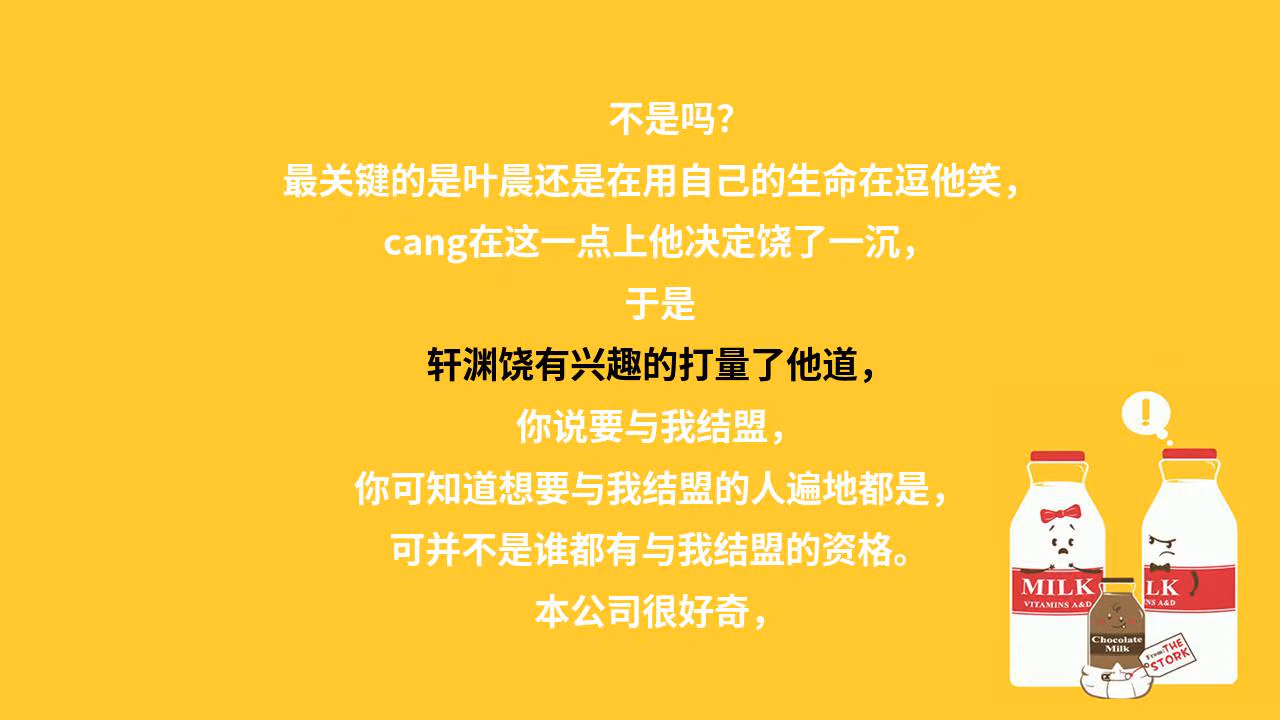 不是吗？
最关键的是叶晨还是在用自己的生命在逗他笑，
cang在这一点上他决定饶了一沉，
于是
轩渊饶有兴趣的打量了他道，
你说要与我结盟，
你可知道想要与我结盟的人遍地都是，
可并不是谁都有与我结盟的资格。
本公司很好奇，
!
MILK
VITAMINS A&D
LK
NS A&D
Chocolate
Milk
From: THE
STORK